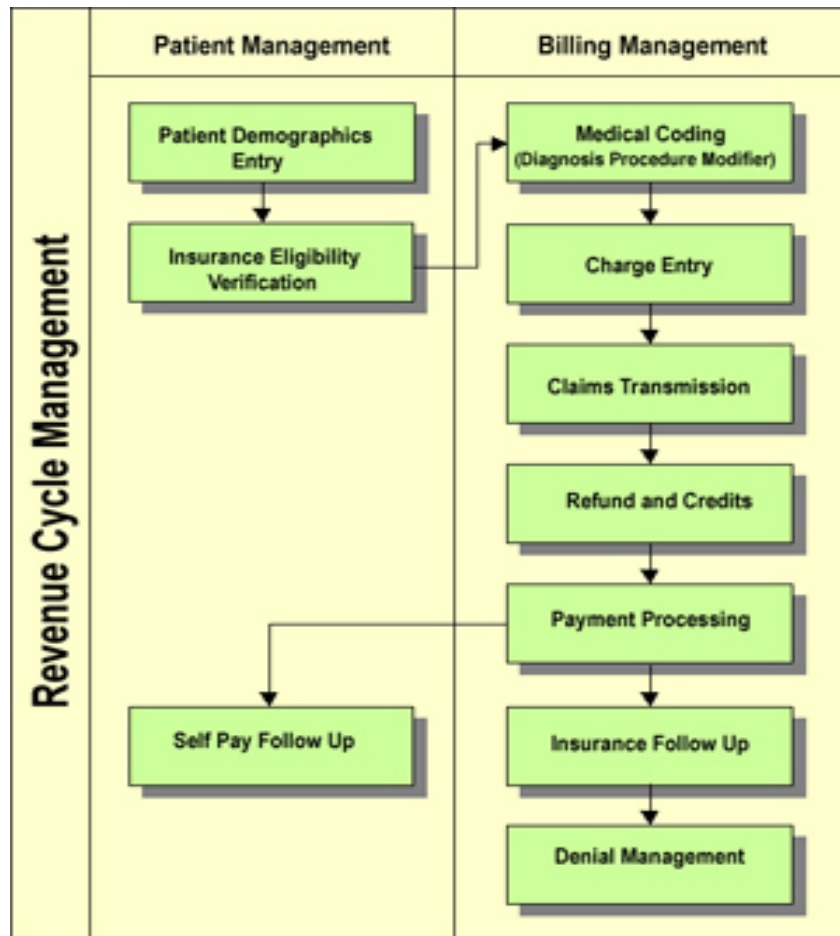 Revenue Cycle Management
Patient Management
Billing Management
Patient Demographics
Entry
Insurance Eligibility
Verification
Medical Coding
(Diagnosis Procedure Modifier)
Charge Entry
Claims Transmission
Refund and Credits
Payment Processing
Self Pay Follow Up
Insurance Follow Up
Denial Management